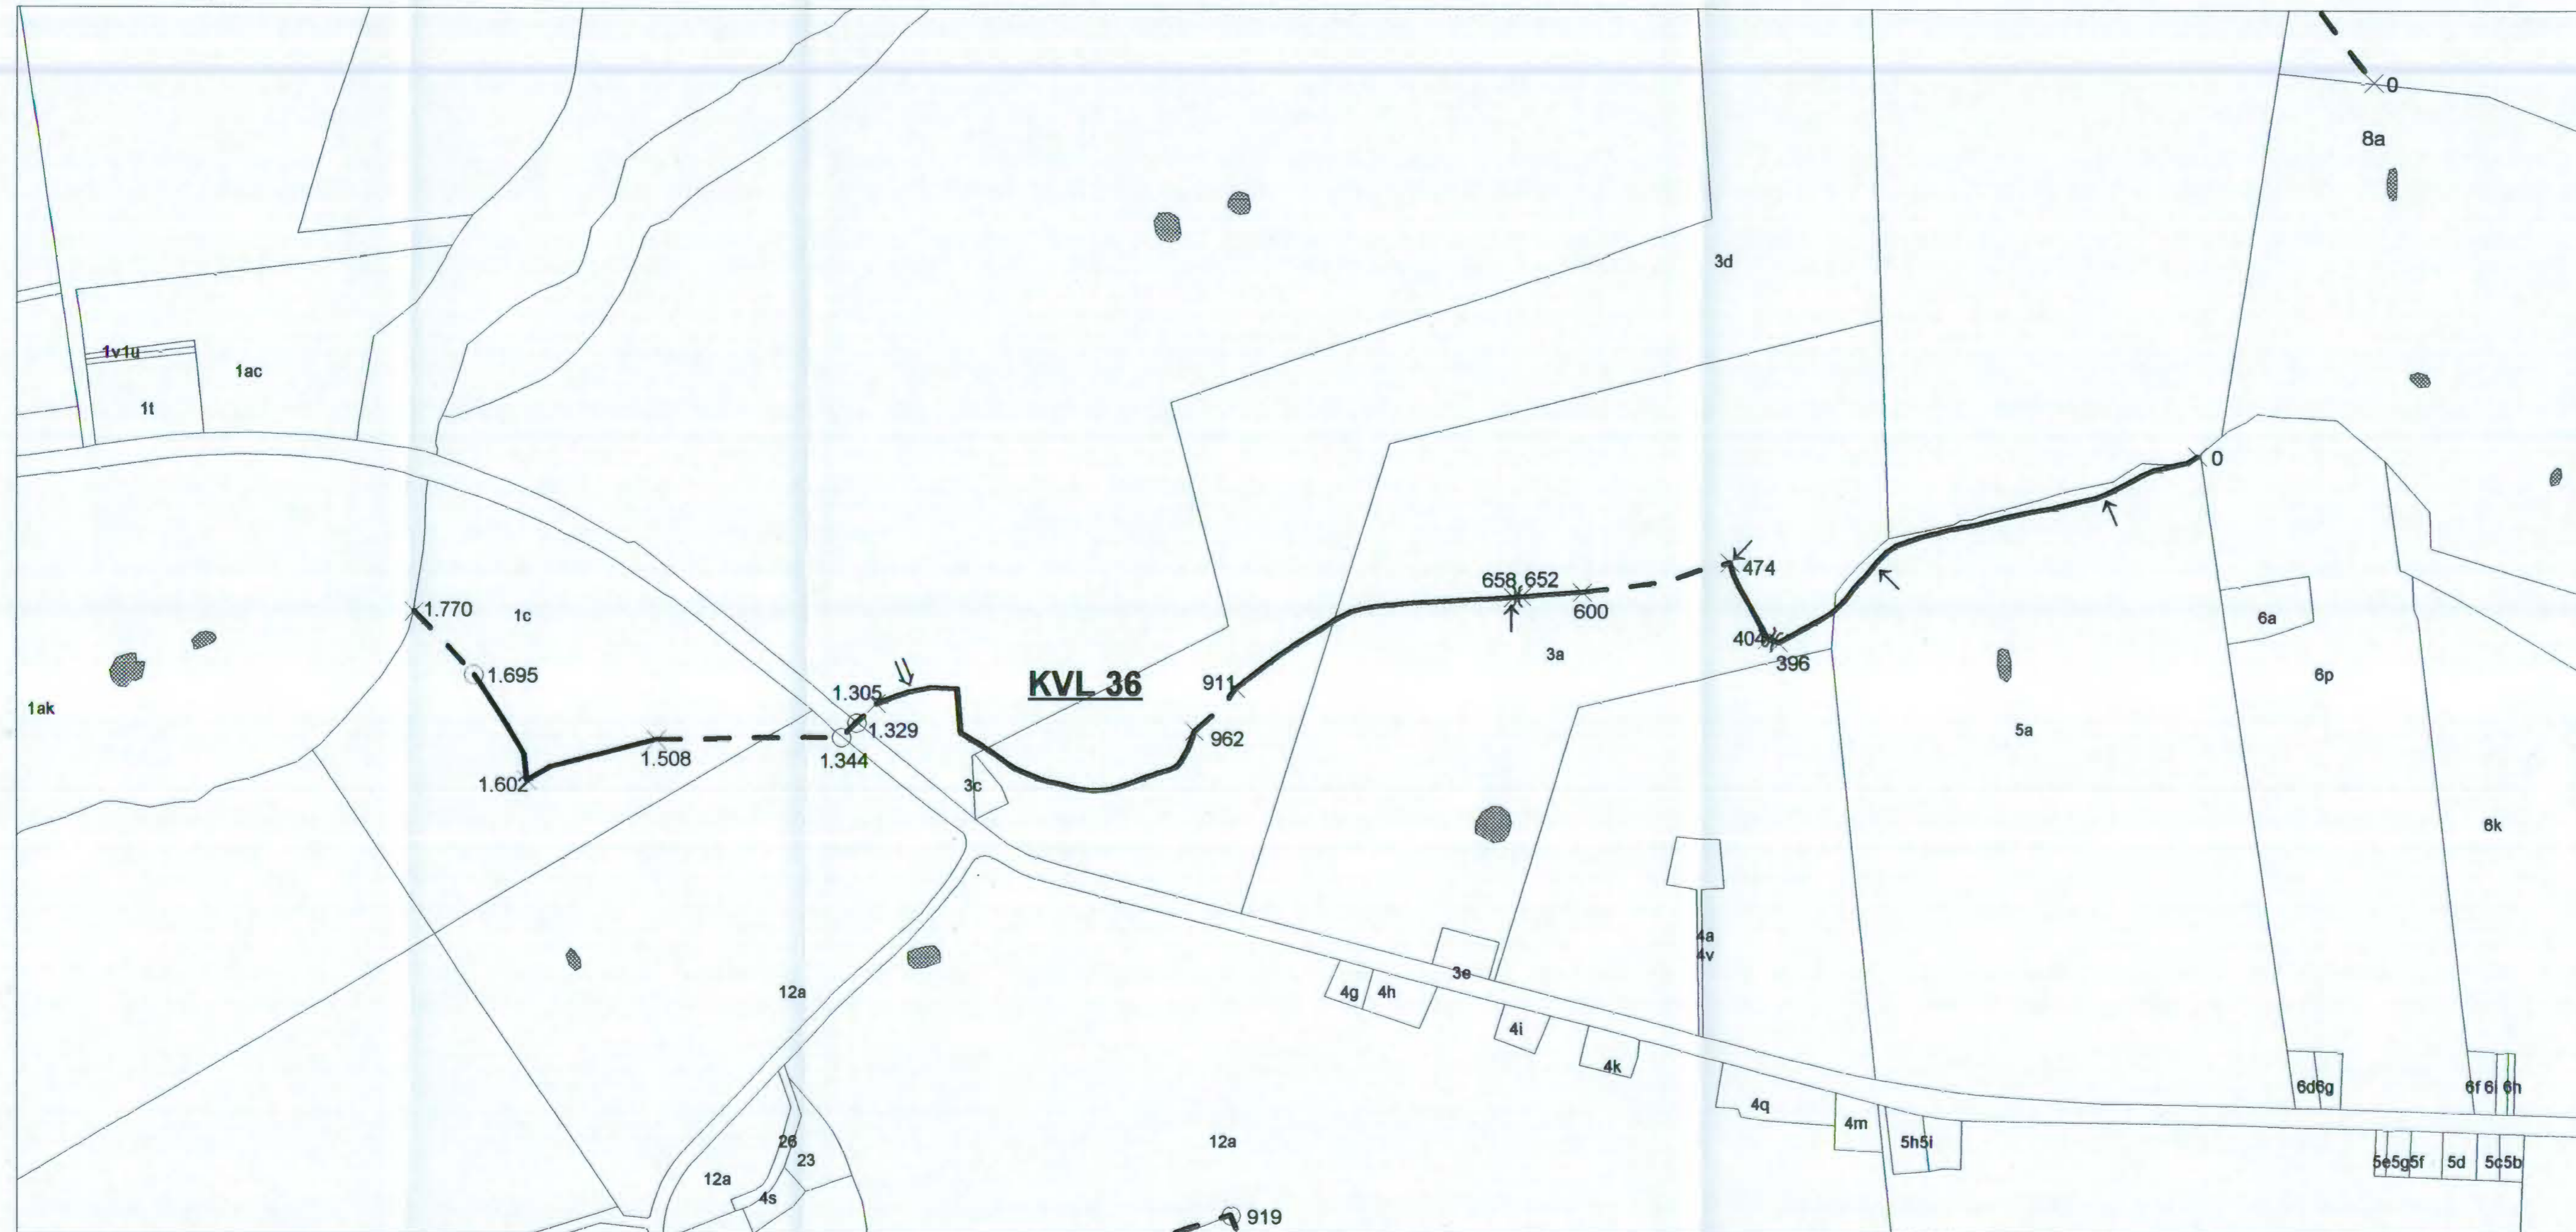 0
8a
3d
1v1u
1ac
1t
0
474
658 652
600
1.770
1c
404
396
3a
6a
1.695
6p
911
KVL 36
1.305
1ak
1.329
962
5a
1.508
1.344
1.602
3c
6k
4a
4v
3e
12a
4g 4h
4i
4k
6d6g
6f 6i 6h
4q
4m
26
12a
5h5i
23
5e5g5f 5d 5c5b
12a
4s
919